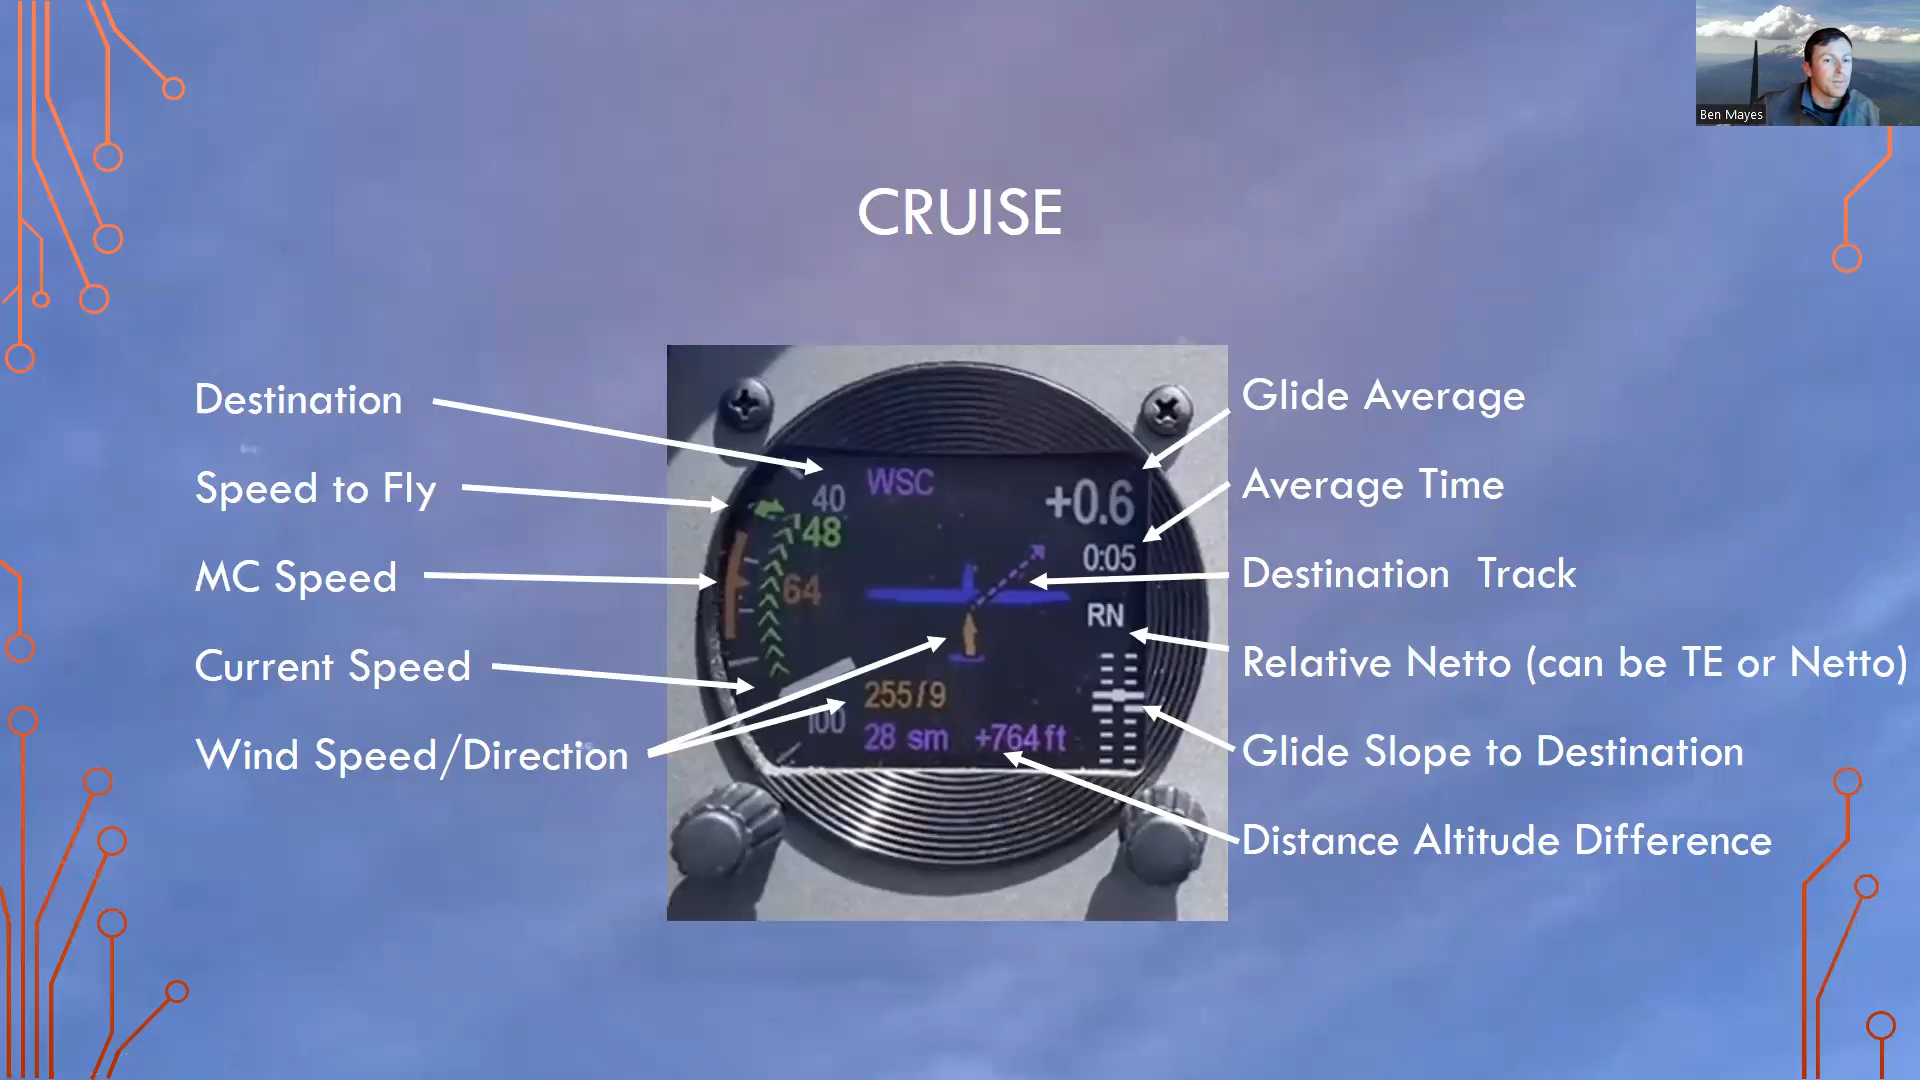 Ben Mayes
CRUISE
Destination
Speed to Fly
MC Speed
Current Speed
Wind Speed/Direction
WSC
40
48
64
100
+0.6
0:05
RN
255/9
28 sm +764 ft
Glide Average
Average Time
Destination Track
Relative Netto (can be TE or Netto)
Glide Slope to Destination
Distance Altitude Difference